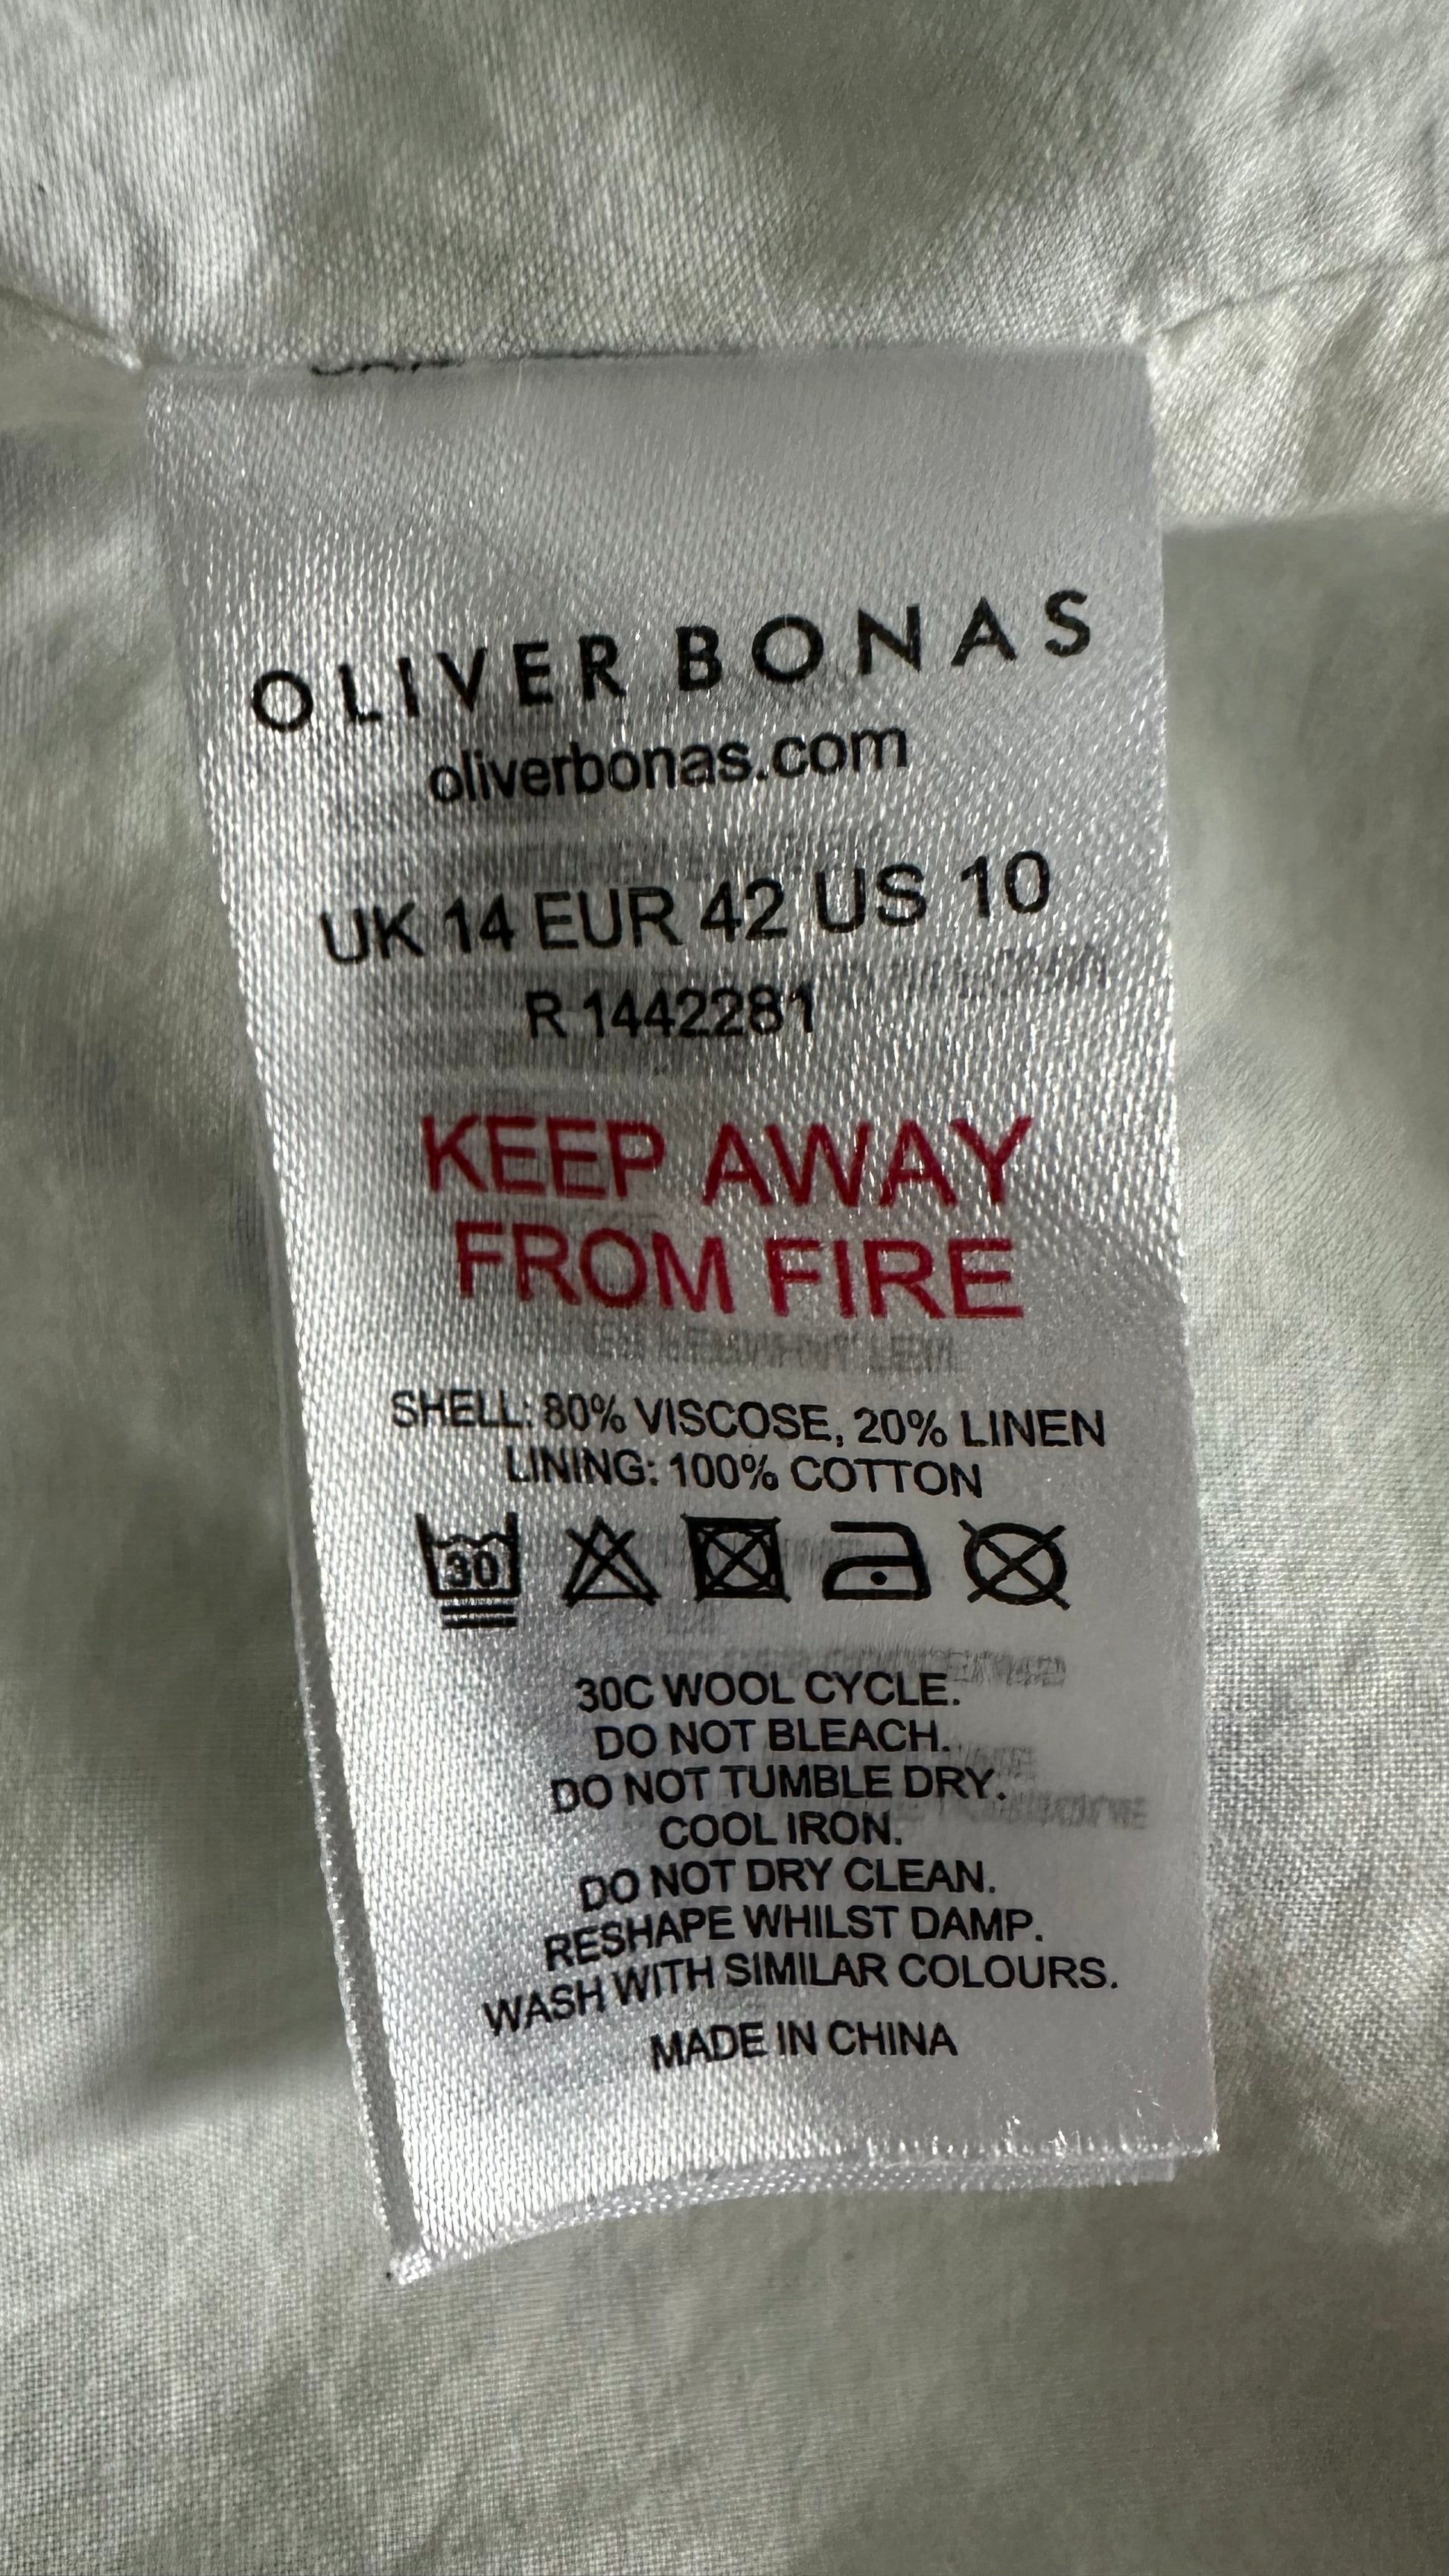 OLIVER BONAS
oliverbonas.com
UK 14 EUR 42 US 10
R 1442281
KEEP AWAY
FROM FIRE
SHELL: 80% VISCOSE, 20% LINEN
LINING: 100% COTTON
30
30C WOOL CYCLE.
DO NOT BLEACH.
DO NOT TUMBLE DRY.
COOL IRON.
DO NOT DRY CLEAN.
RESHAPE WHILST DAMP.
WASH WITH SIMILAR COLOURS.
MADE IN CHINA